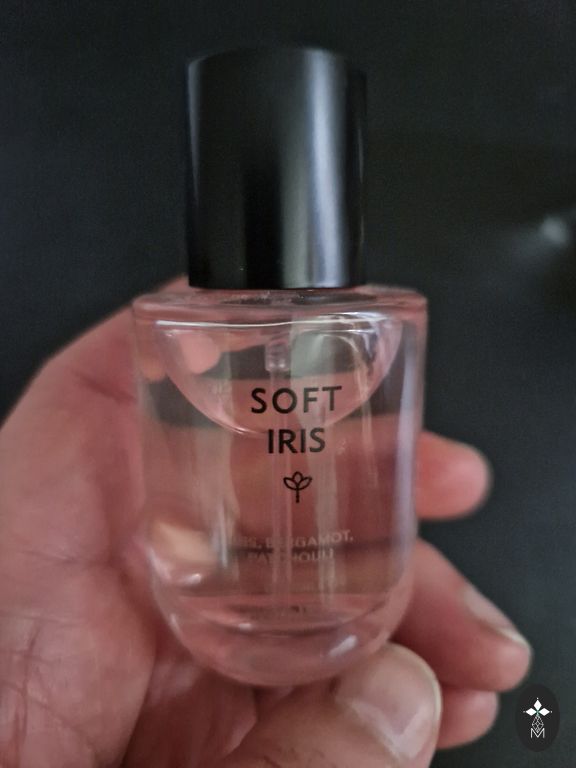 SOFT
IRIS
BERGAMOT,
PATCHOULI